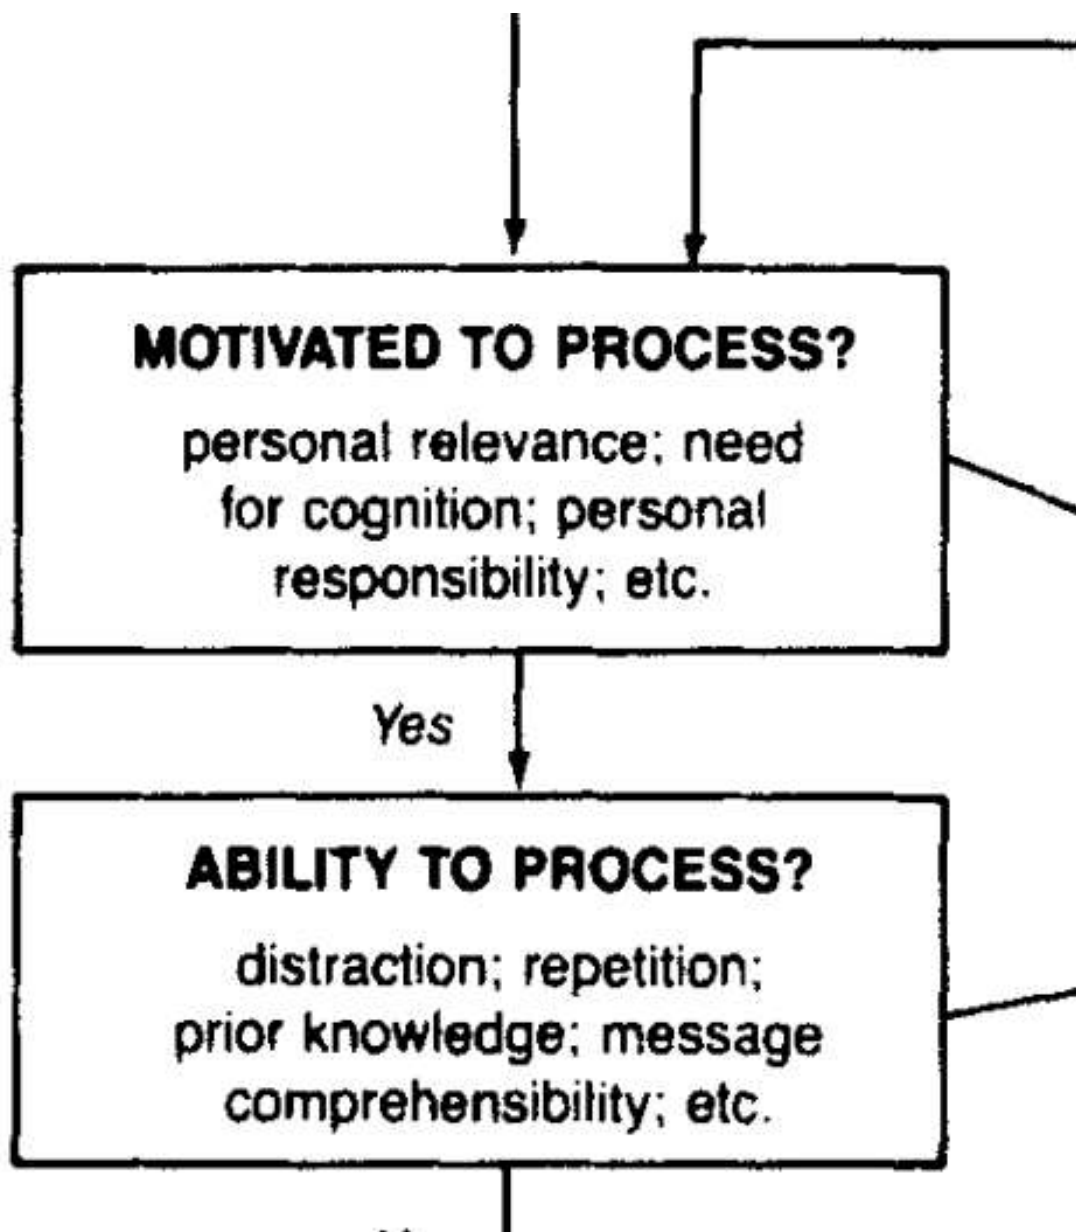 MOTIVATED TO PROCESS?
personal relevance; need
for cognition; personal
responsibility; etc.
Yes
ABILITY TO PROCESS?
distraction; repetition;
prior knowledge; message
comprehensibility; etc.